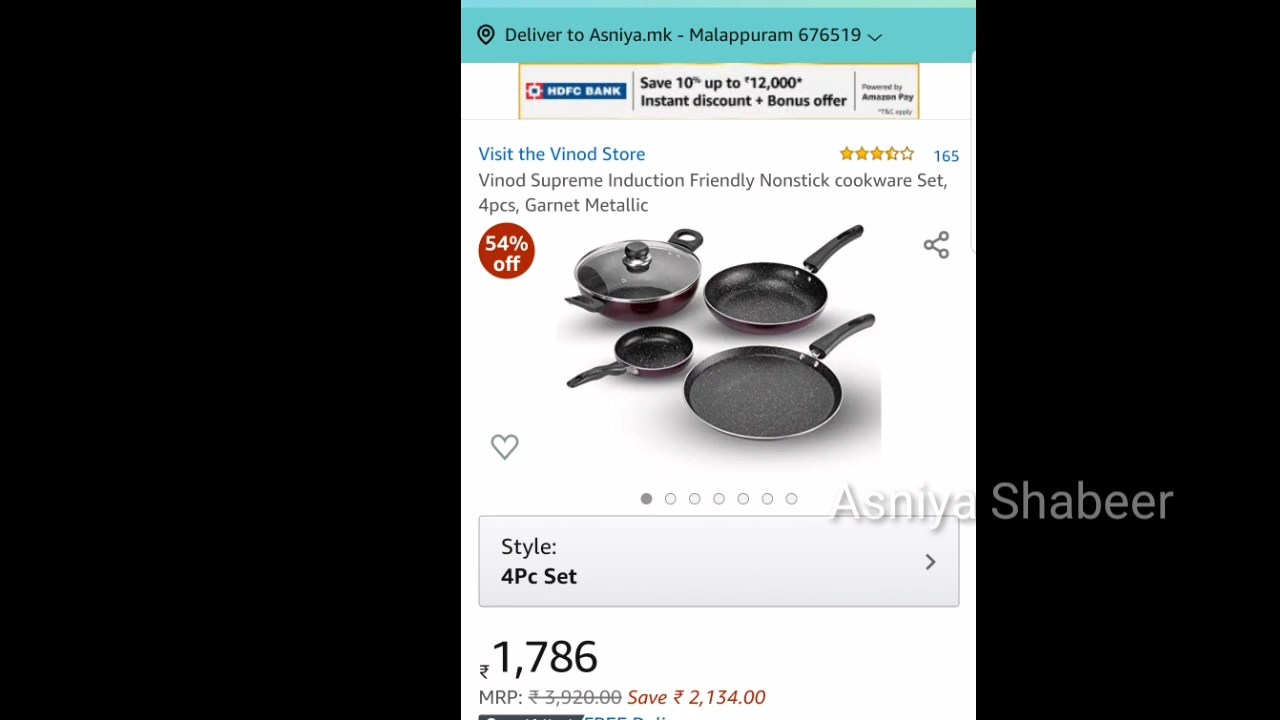 Deliver to Asniya.mk - Malappuram 676519
HDFC BANK
Save 10% up to ₹12,000*
Instant discount + Bonus offer
Powered by
Amazon Pay
*T&C apply
Visit the Vinod Store
165
Vinod Supreme Induction Friendly Nonstick cookware Set,
4pcs, Garnet Metallic
54%
off
Asniya Shabeer
Style:
4Pc Set
₹1,786
MRP: ₹ 3,920.00 Save ₹ 2,134.00